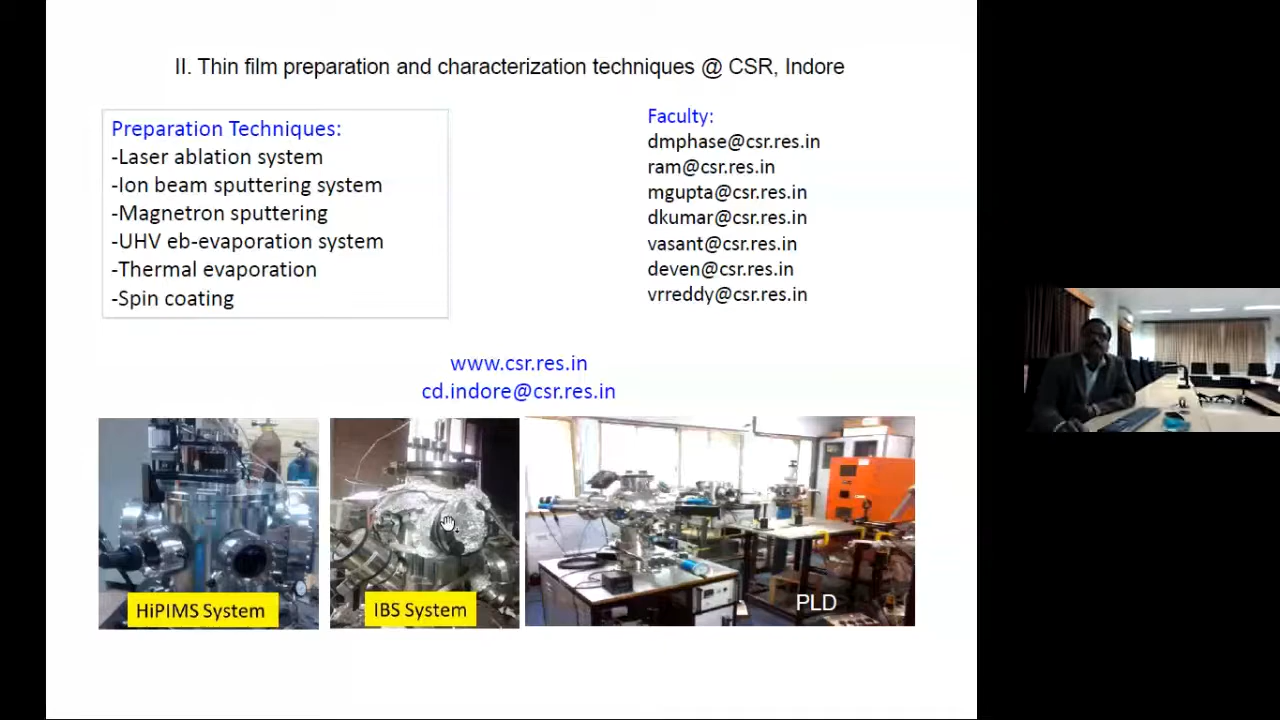 II. Thin film preparation and characterization techniques @ CSR, Indore
Preparation Techniques:
-Laser ablation system
-Ion beam sputtering system
-Magnetron sputtering
-UHV eb-evaporation system
-Thermal evaporation
-Spin coating
Faculty:
dmphase@csr.res.in
ram@csr.res.in
mgupta@csr.res.in
dkumar@csr.res.in
vasant@csr.res.in
deven@csr.res.in
vrreddy@csr.res.in
www.csr.res.in
cd.indore@csr.res.in
HiPIMS System
IBS System
PLD